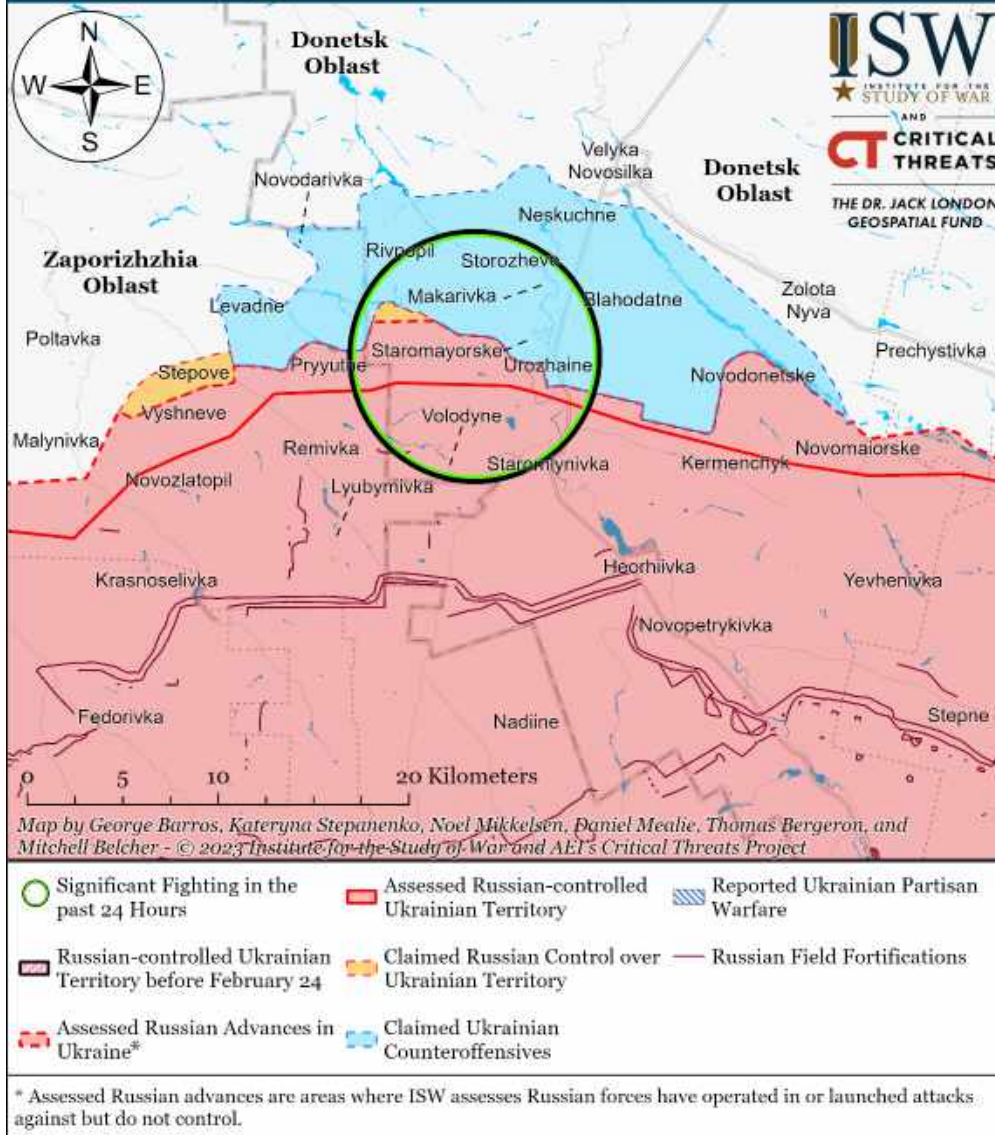 N
W
E
S
Donetsk
Oblast
ISW
INSTITUTE FOR THE
STUDY OF WAR
AND
CT CRITICAL
THREATS
THE DR. JACK LONDON
GEOSPATIAL FUND
Velyka
Novosilka
Donetsk
Oblast
Novodarivka
Neskuchne
Zaporizhzhia
Oblast
Rivnopil
Storozheve
Levadne
Makarivka
Blahodatne
Zolota
Nyva
Poltavka
Staromayorske
Prechystivka
Stepove
Pryyutne
Urozhaine
Novodonetske
Vyshneve
Volodyne
Malynivka
Remivka
Novomaiorske
Staromlynivka
Kermenchyk
Novozlatopil
Lyubymivka
Krasnoselivka
Heorhiivka
Yevhenivka
Novopetrykivka
Fedorivka
Nadiine
Stepne
0 5 10 20 Kilometers
Map by George Barros, Kateryna Stepanenko, Noel Mikkelsen, Daniel Mealie, Thomas Bergeron, and
Mitchell Belcher - © 2023 Institute for the Study of War and AEI's Critical Threats Project
Significant Fighting in the
past 24 Hours
Assessed Russian-controlled
Ukrainian Territory
Reported Ukrainian Partisan
Warfare
Russian-controlled Ukrainian
Territory before February 24
Claimed Russian Control over
Ukrainian Territory
Russian Field Fortifications
Assessed Russian Advances in
Ukraine*
Claimed Ukrainian
Counteroffensives
* Assessed Russian advances are areas where ISW assesses Russian forces have operated in or launched attacks
against but do not control.